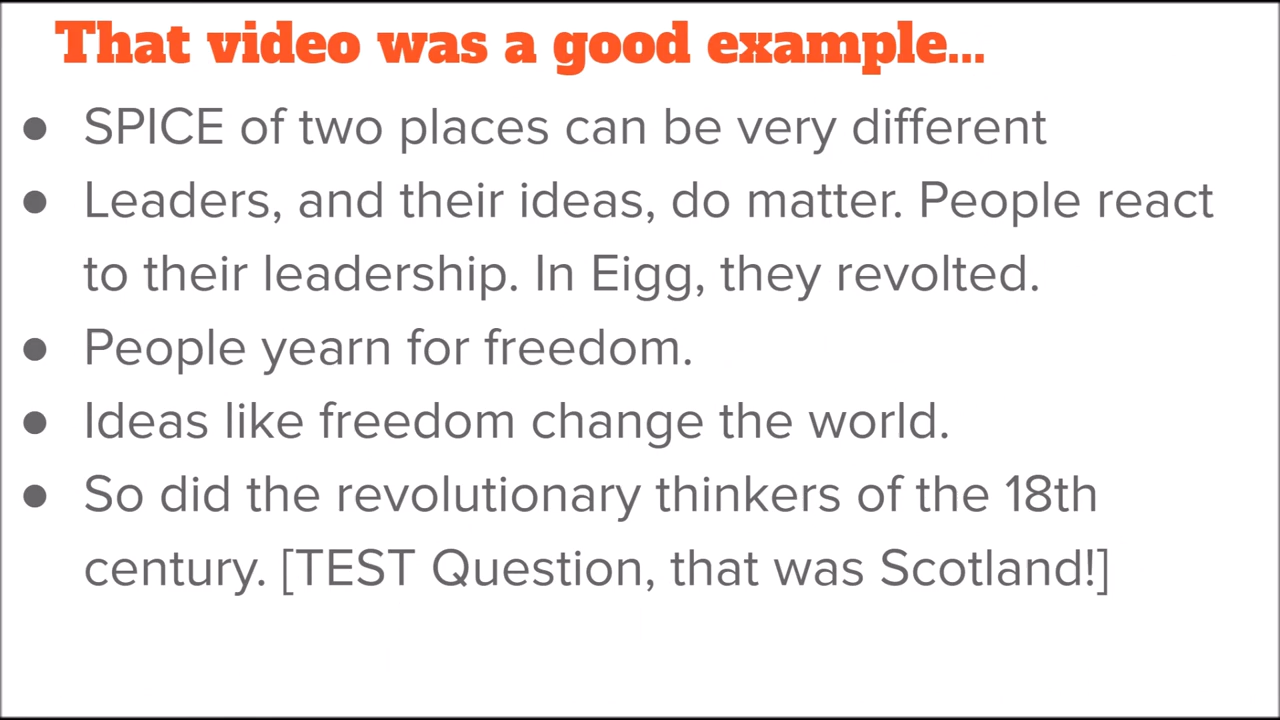 That video was a good example...
● SPICE of two places can be very different
● Leaders, and their ideas, do matter. People react
to their leadership. In Eigg, they revolted.
● People yearn for freedom.
● Ideas like freedom change the world.
● So did the revolutionary thinkers of the 18th
century. [TEST Question, that was Scotland!]